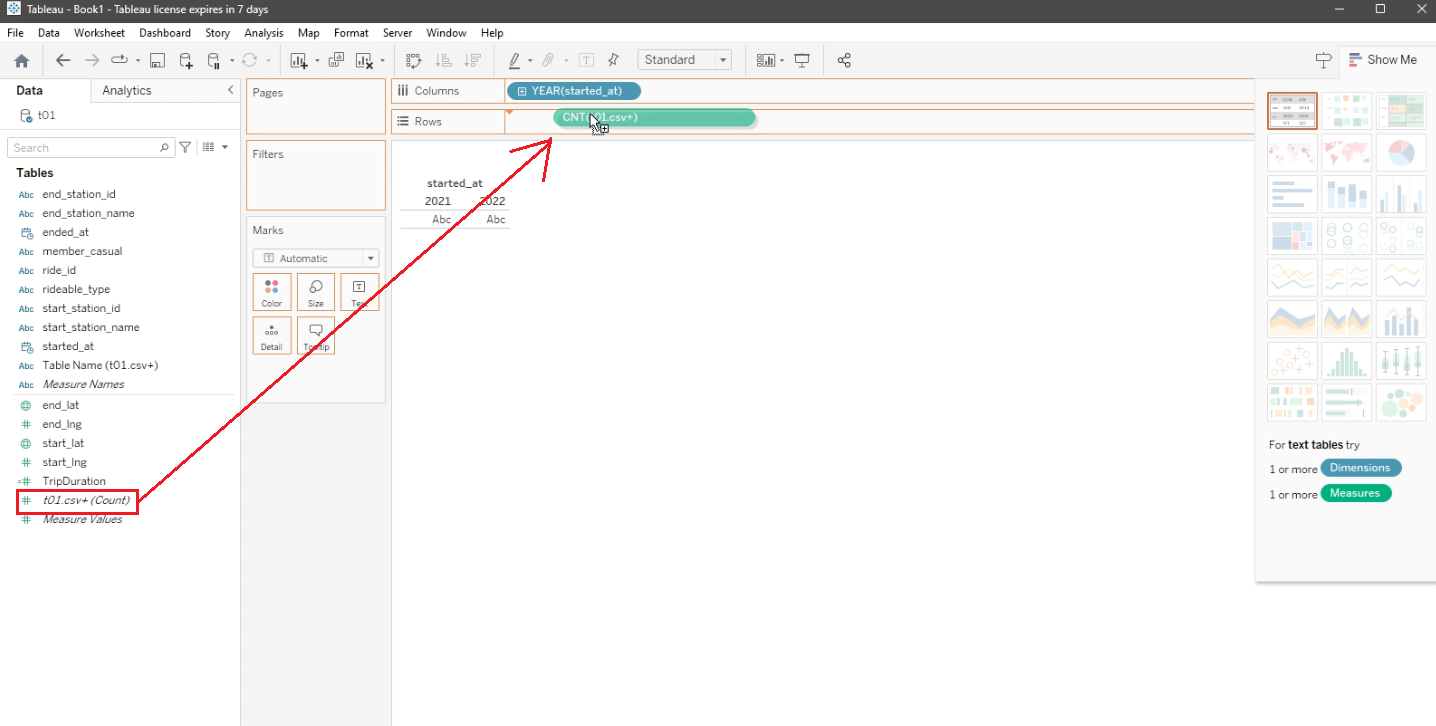 Tableau - Book1 - Tableau license expires in 7 days
File Data Worksheet Dashboard Story Analysis Map Format Server Window Help
Standard
Show Me
Data Analytics
t01
Search
Tables
Abc end_station_id
Abc end_station_name
ended_at
Abc member_casual
Abc ride_id
Abc rideable_type
Abc start_station_id
Abc start_station_name
started_at
Abc Table Name (t01.csv+)
Abc Measure Names
end_lat
# end_lng
start_lat
# start_lng
=# TripDuration
# t01.csv+ (Count)
# Measure Values
Pages
Filters
Marks
Automatic
Color Size Text
Detail Tooltip
Columns YEAR(started_at)
Rows CNT(t01.csv+)
started_at
2021 2022
Abc Abc
For text tables try
1 or more Dimensions
1 or more Measures